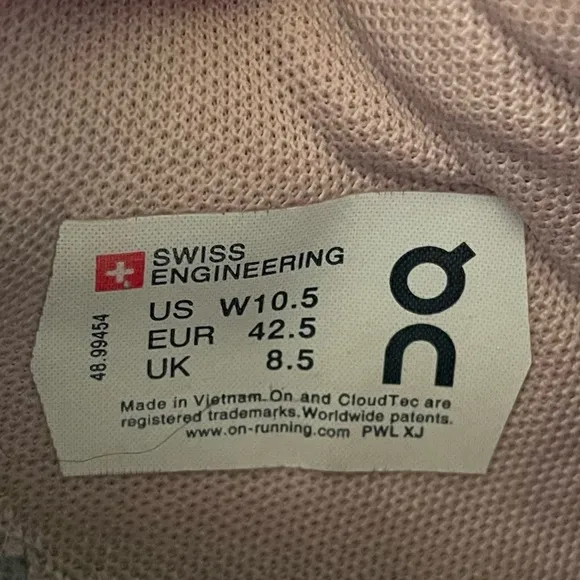 SWISS
ENGINEERING
US W10.5
EUR 42.5
UK 8.5
48.99454
Made in Vietnam. On and CloudTec are
registered trademarks. Worldwide patents.
www.on-running.com PWL XJ
On